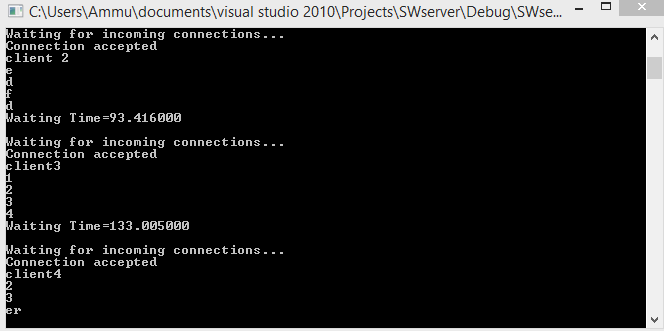 C:\Users\Ammu\documents\visual studio 2010\Projects\SWserver\Debug\SWse...
Waiting for incoming connections...
Connection accepted
client 2
e
d
f
d
Waiting Time=93.416000
Waiting for incoming connections...
Connection accepted
client3
1
2
3
4
Waiting Time=133.005000
Waiting for incoming connections...
Connection accepted
client4
2
3
er